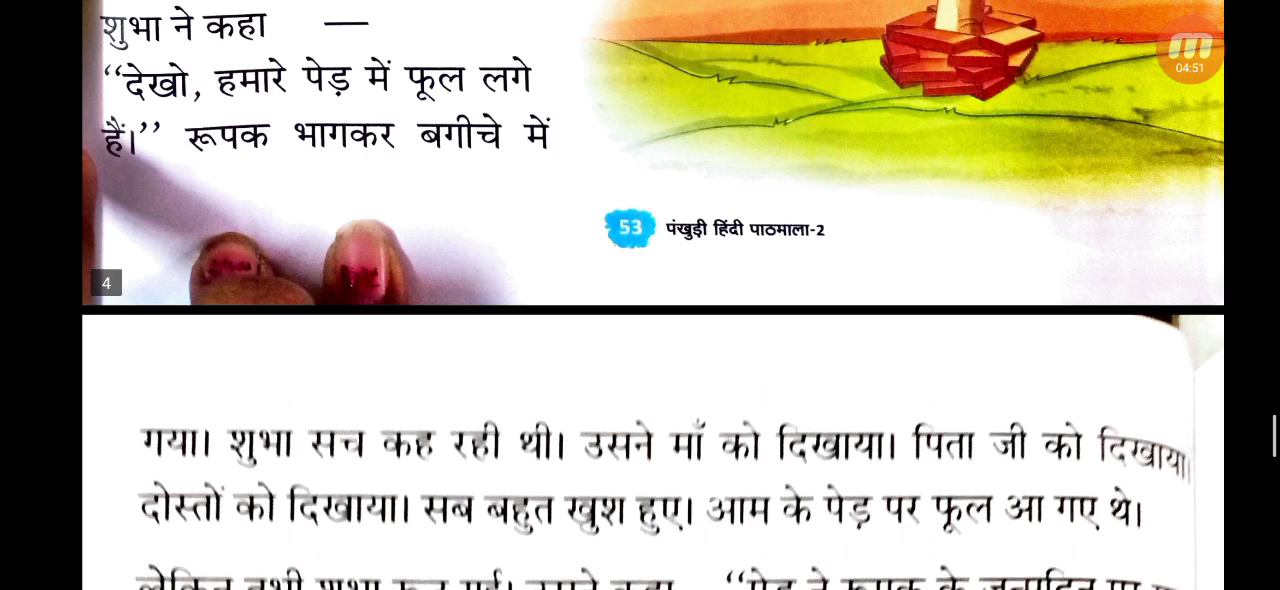 शुभा ने कहा —
“देखो, हमारे पेड़ में फूल लगे
हैं।” रूपक भागकर बगीचे में
04:51
53 पंखुड़ी हिंदी पाठमाला-2
4
गया। शुभा सच कह रही थी। उसने माँ को दिखाया। पिता जी को दिखाया।
दोस्तों को दिखाया। सब बहुत खुश हुए। आम के पेड़ पर फूल आ गए थे।